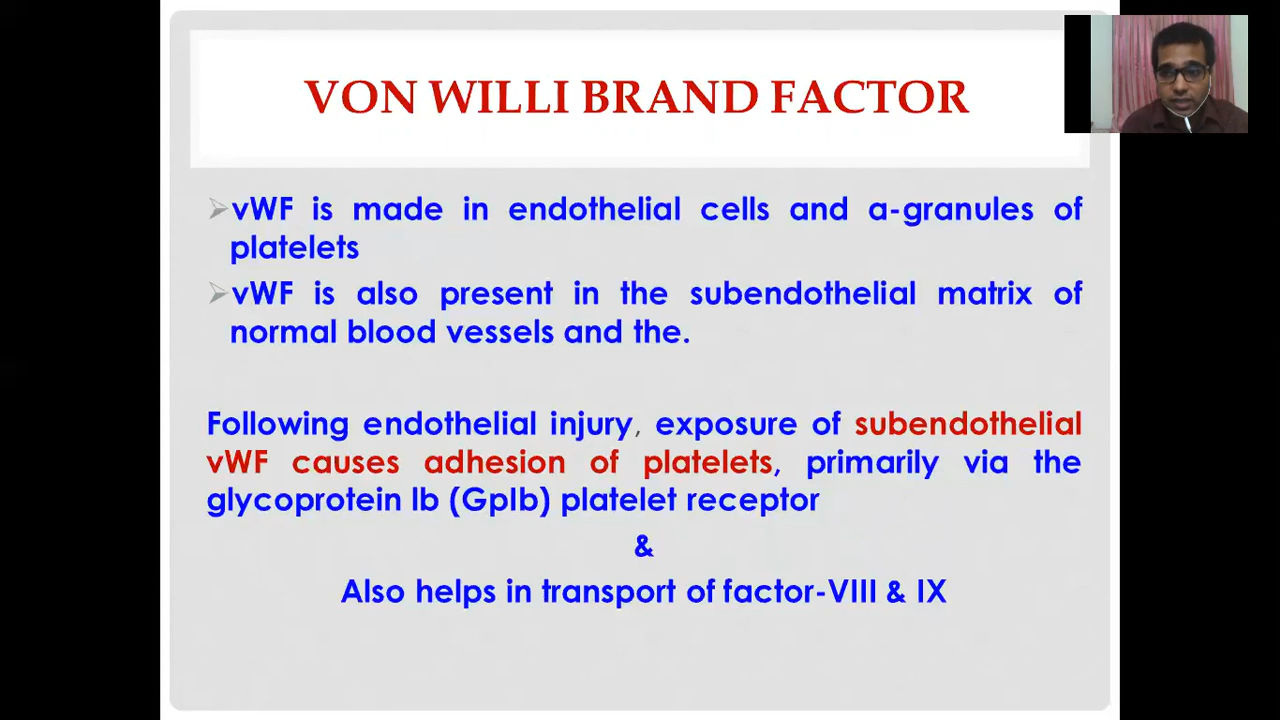 VON WILLI BRAND FACTOR
vWF is made in endothelial cells and a-granules of
platelets
vWF is also present in the subendothelial matrix of
normal blood vessels and the.
Following endothelial injury, exposure of subendothelial
vWF causes adhesion of platelets, primarily via the
glycoprotein Ib (GpIb) platelet receptor
&
Also helps in transport of factor-VIII & IX